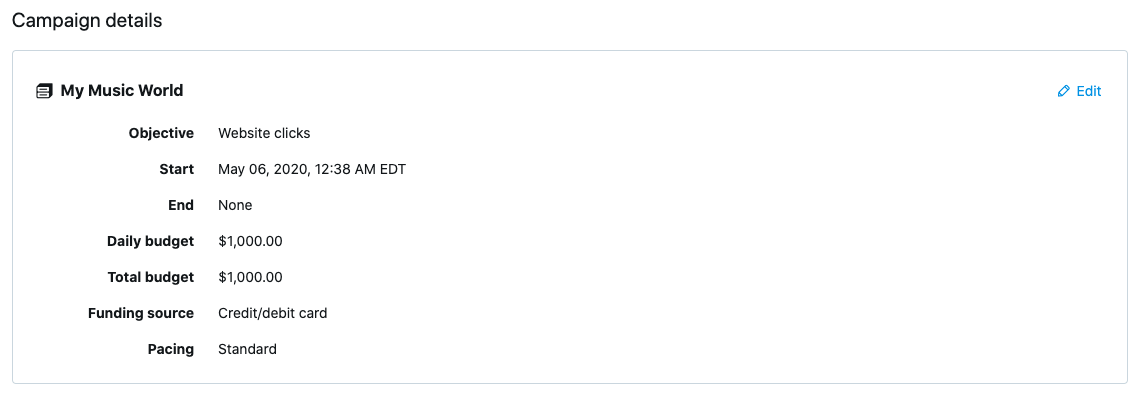 Campaign details
My Music World
Edit
Objective Website clicks
Start May 06, 2020, 12:38 AM EDT
End None
Daily budget $1,000.00
Total budget $1,000.00
Funding source Credit/debit card
Pacing Standard